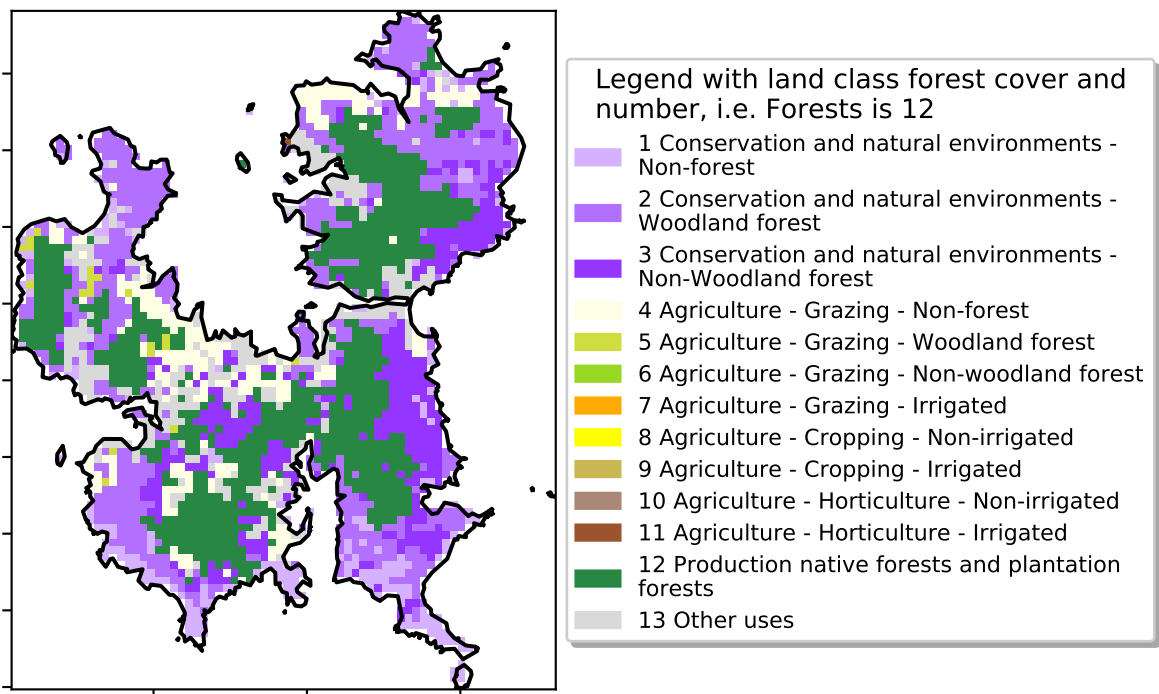 Legend with land class forest cover and
number, i.e. Forests is 12
1 Conservation and natural environments -
Non-forest
2 Conservation and natural environments -
Woodland forest
3 Conservation and natural environments -
Non-Woodland forest
4 Agriculture - Grazing - Non-forest
5 Agriculture - Grazing - Woodland forest
6 Agriculture - Grazing - Non-woodland forest
7 Agriculture - Grazing - Irrigated
8 Agriculture - Cropping - Non-irrigated
9 Agriculture - Cropping - Irrigated
10 Agriculture - Horticulture - Non-irrigated
11 Agriculture - Horticulture - Irrigated
12 Production native forests and plantation
forests
13 Other uses